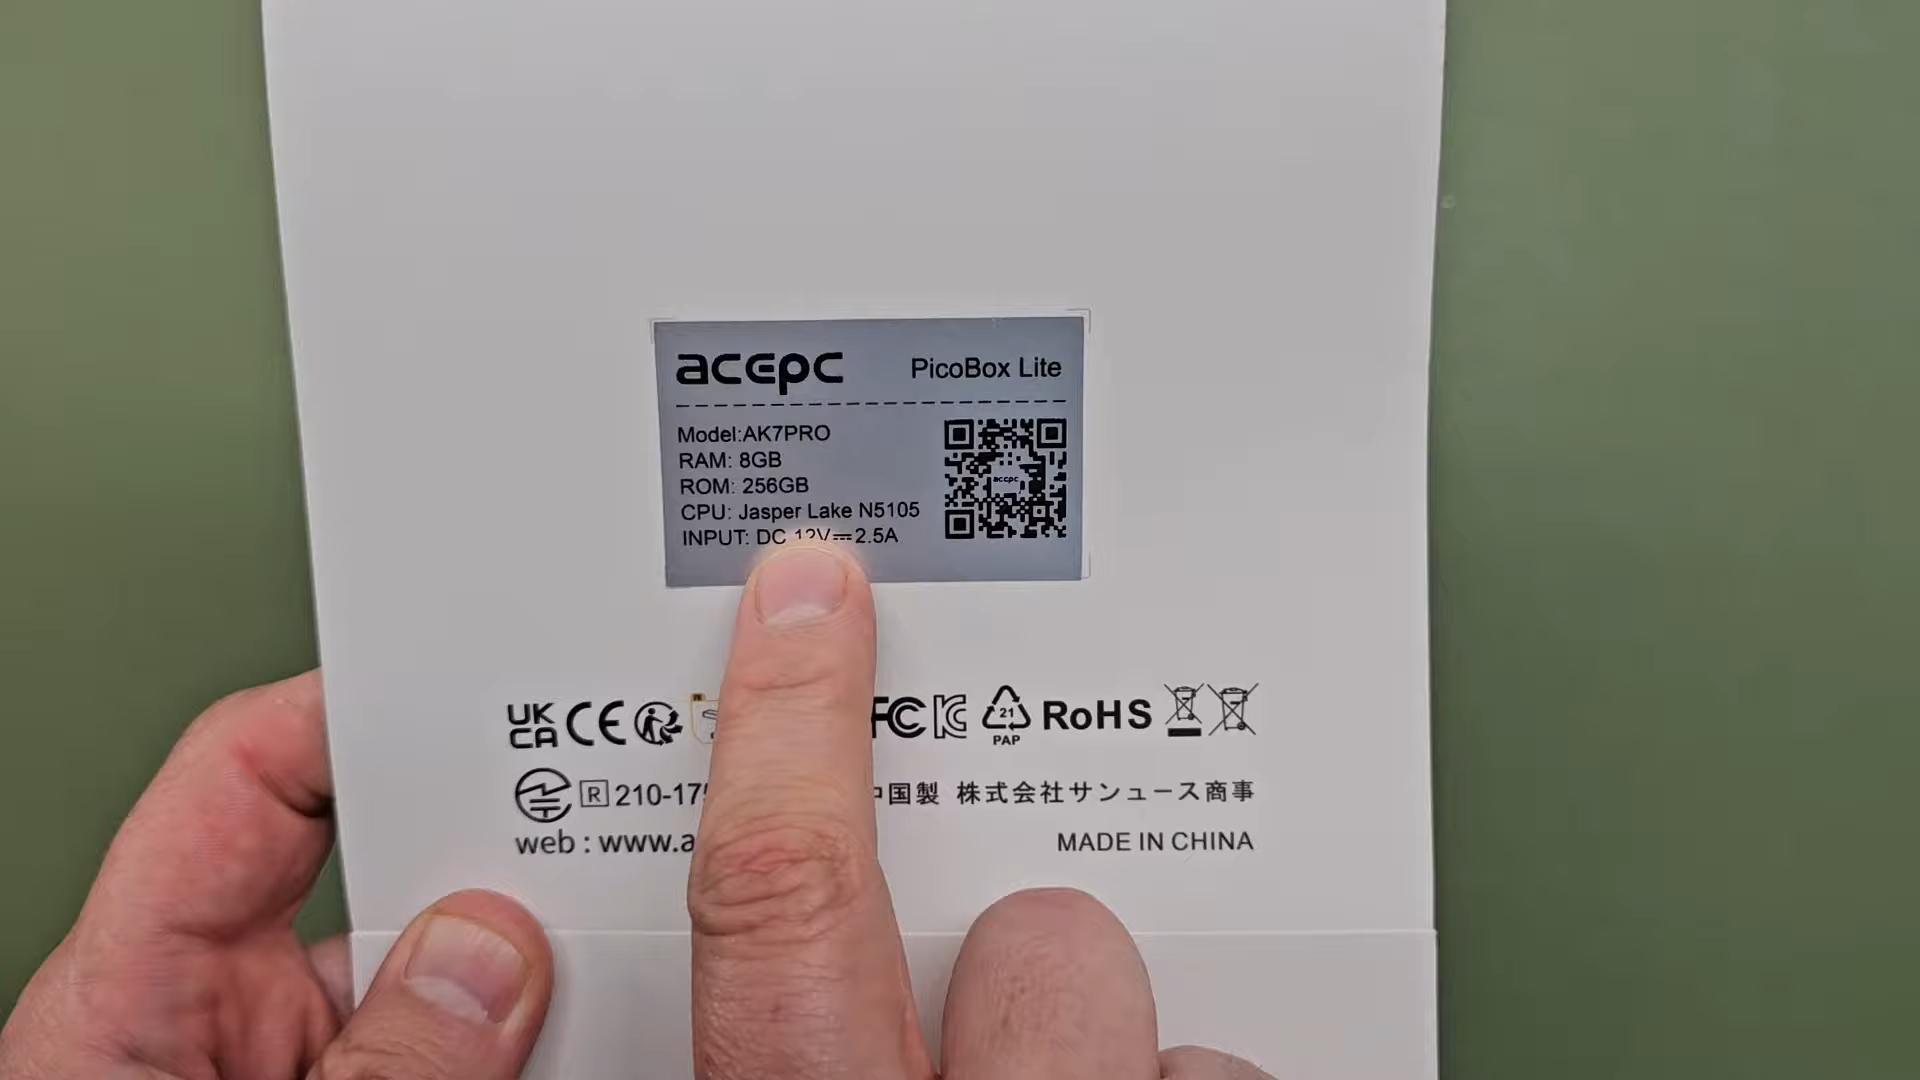 acepc PicoBox Lite
Model:AK7PRO
RAM: 8GB
ROM: 256GB
CPU: Jasper Lake N5105
acepc
INPUT: DC 12V⎓2.5A
UK CA CE FC 21 PAP RoHS
R 210-17
国製 株式会社サンュース商事
web : www.a
MADE IN CHINA